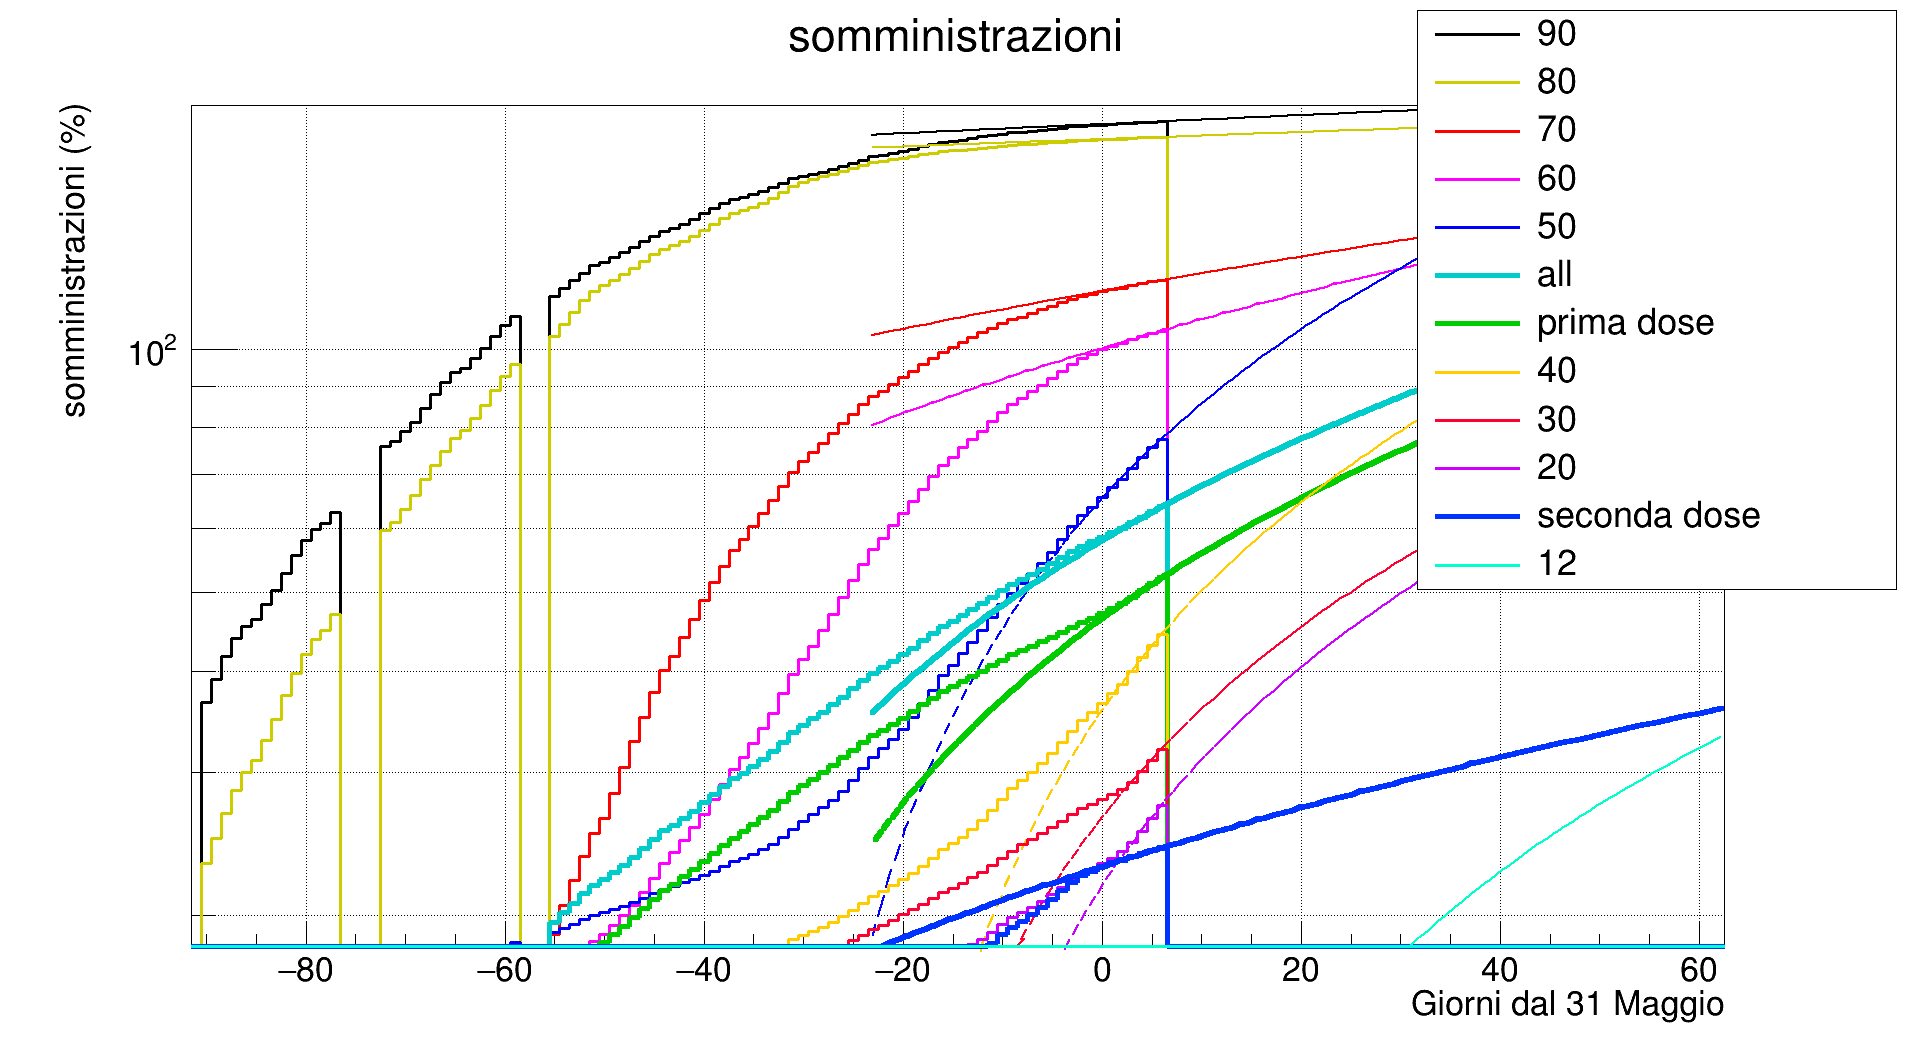 somministrazioni
somministrazioni (%)
10²
90
80
70
60
50
all
prima dose
40
30
20
seconda dose
12
−80 −60 −40 −20 0 20 40 60
Giorni dal 31 Maggio